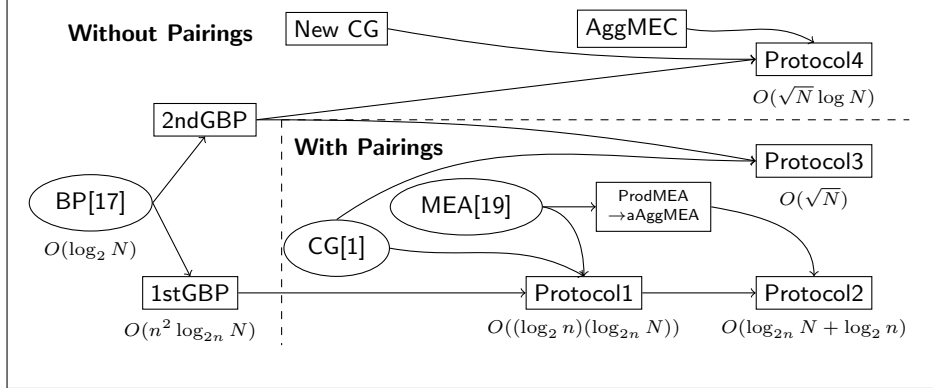 Without Pairings
New CG
AggMEC
Protocol4
O(√N log N)
2ndGBP
With Pairings
Protocol3
O(√N)
BP[17]
O(log₂ N)
MEA[19]
ProdMEA
→aAggMEA
CG[1]
1stGBP
O(n² log₂ₙ N)
Protocol1
O((log₂ n)(log₂ₙ N))
Protocol2
O(log₂ₙ N + log₂ n)